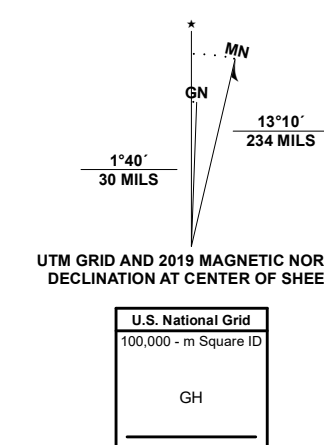 ★
MN
GN
13°10´
234 MILS
1°40´
30 MILS
UTM GRID AND 2019 MAGNETIC NOR
DECLINATION AT CENTER OF SHEE
U.S. National Grid
100,000 - m Square ID
GH